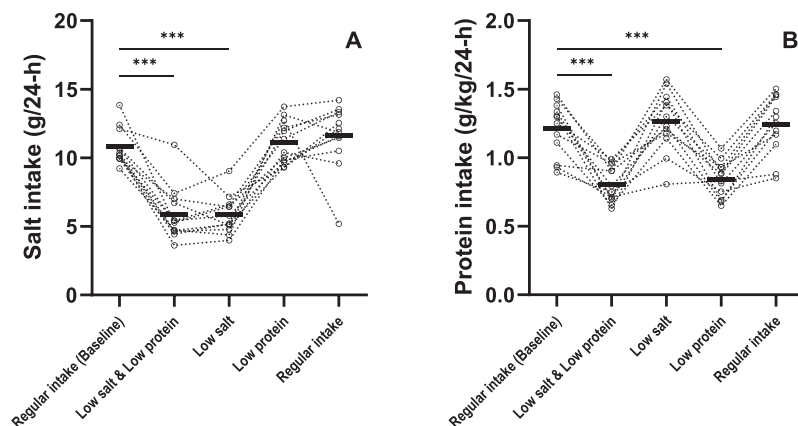 A
Salt intake (g/24-h)
20
15
10
5
0
***
***
Regular intake (Baseline)
Low salt & Low protein
Low salt
Low protein
Regular intake
B
Protein intake (g/kg/24-h)
2.0
1.5
1.0
0.5
0.0
***
***
Regular intake (Baseline)
Low salt & Low protein
Low salt
Low protein
Regular intake